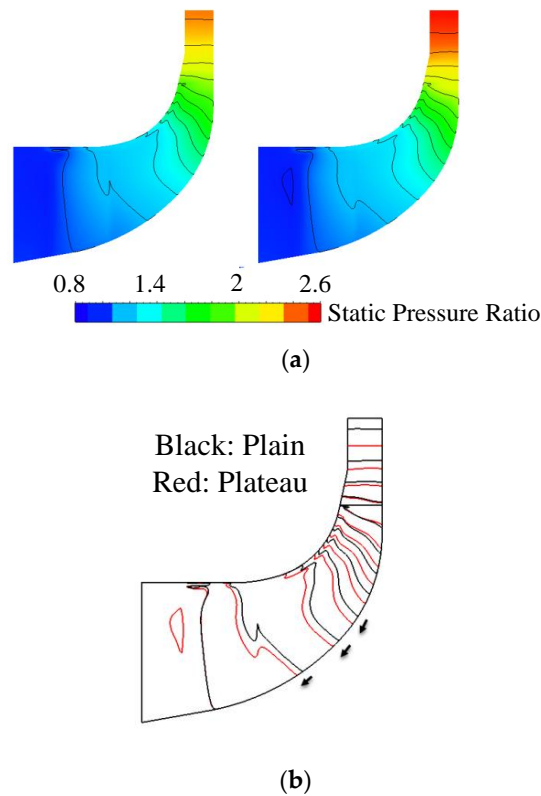 0.8 1.4 2 2.6
Static Pressure Ratio
(a)
Black: Plain
Red: Plateau
(b)